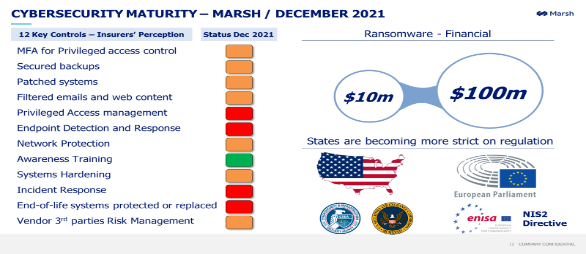 CYBERSECURITY MATURITY – MARSH / DECEMBER 2021
Marsh
12 Key Controls – Insurers' Perception
Status Dec 2021
MFA for Privileged access control
Secured backups
Patched systems
Filtered emails and web content
Privileged Access management
Endpoint Detection and Response
Network Protection
Awareness Training
Systems Hardening
Incident Response
End-of-life systems protected or replaced
Vendor 3rd parties Risk Management
Ransomware - Financial
$10m
$100m
States are becoming more strict on regulation
European Parliament
enisa
NIS2
Directive
COMPANY CONFIDENTIAL